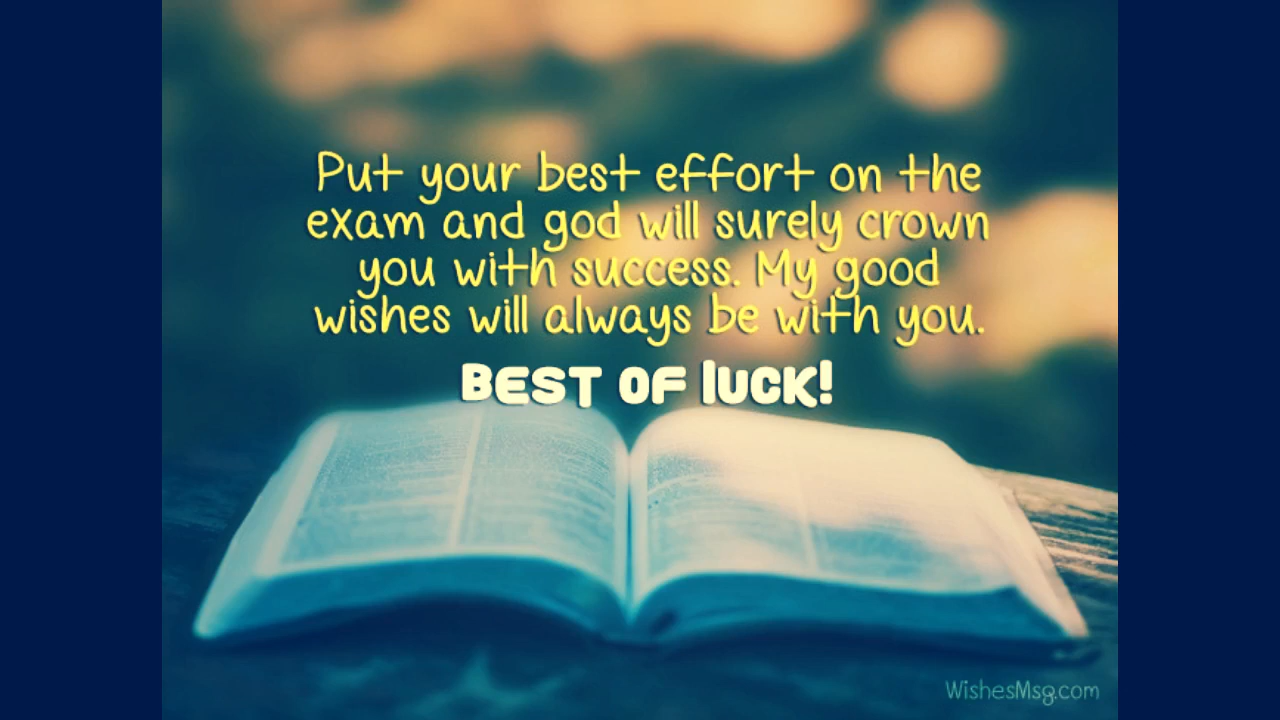 Put your best effort on the
exam and god will surely crown
you with success. My good
wishes will always be with you.
BEST OF luCK!
WishesMsg.com